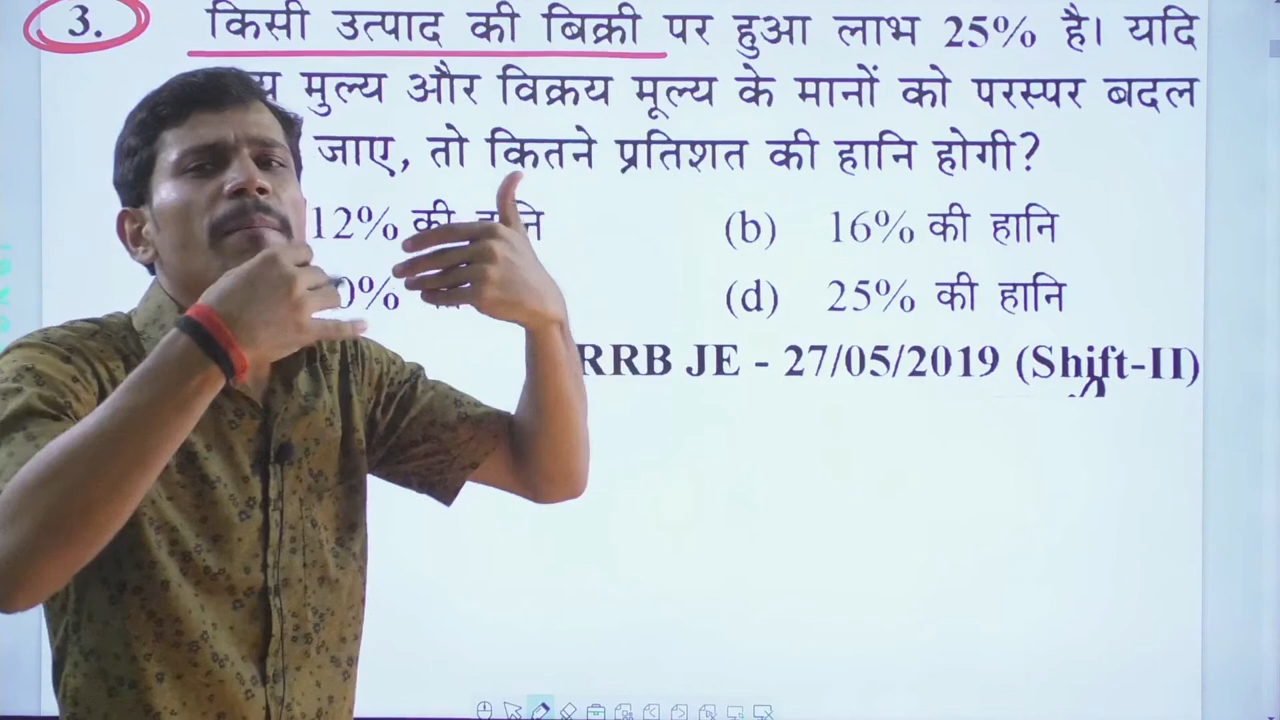 3. किसी उत्पाद की बिक्री पर हुआ लाभ 25% है। यदि
मुल्य और विक्रय मूल्य के मानों को परस्पर बदल
जाए, तो कितने प्रतिशत की हानि होगी?
12% की हानि (b) 16% की हानि
(d) 25% की हानि
RRB JE - 27/05/2019 (Shift-II)